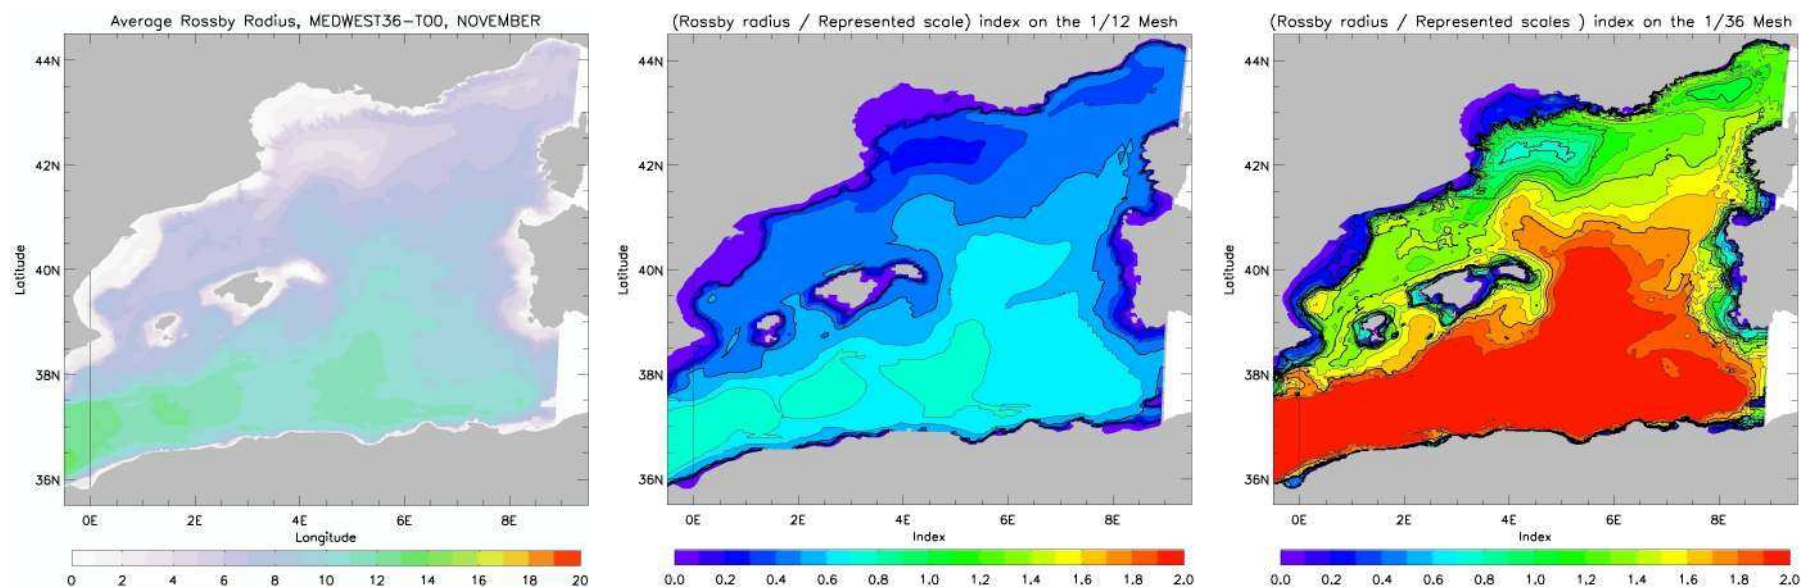 Average Rossby Radius, MEDWEST36-T00, NOVEMBER
44N
42N
40N
38N
36N
Latitude
0E 2E 4E 6E 8E
Longitude
0 2 4 6 8 10 12 14 16 18 20
(Rossby radius / Represented scale) index on the 1/12 Mesh
44N
42N
40N
38N
36N
Latitude
0E 2E 4E 6E 8E
Index
0.0 0.2 0.4 0.6 0.8 1.0 1.2 1.4 1.6 1.8 2.0
(Rossby radius / Represented scales ) index on the 1/36 Mesh
44N
42N
40N
38N
36N
Latitude
0E 2E 4E 6E 8E
Index
0.0 0.2 0.4 0.6 0.8 1.0 1.2 1.4 1.6 1.8 2.0